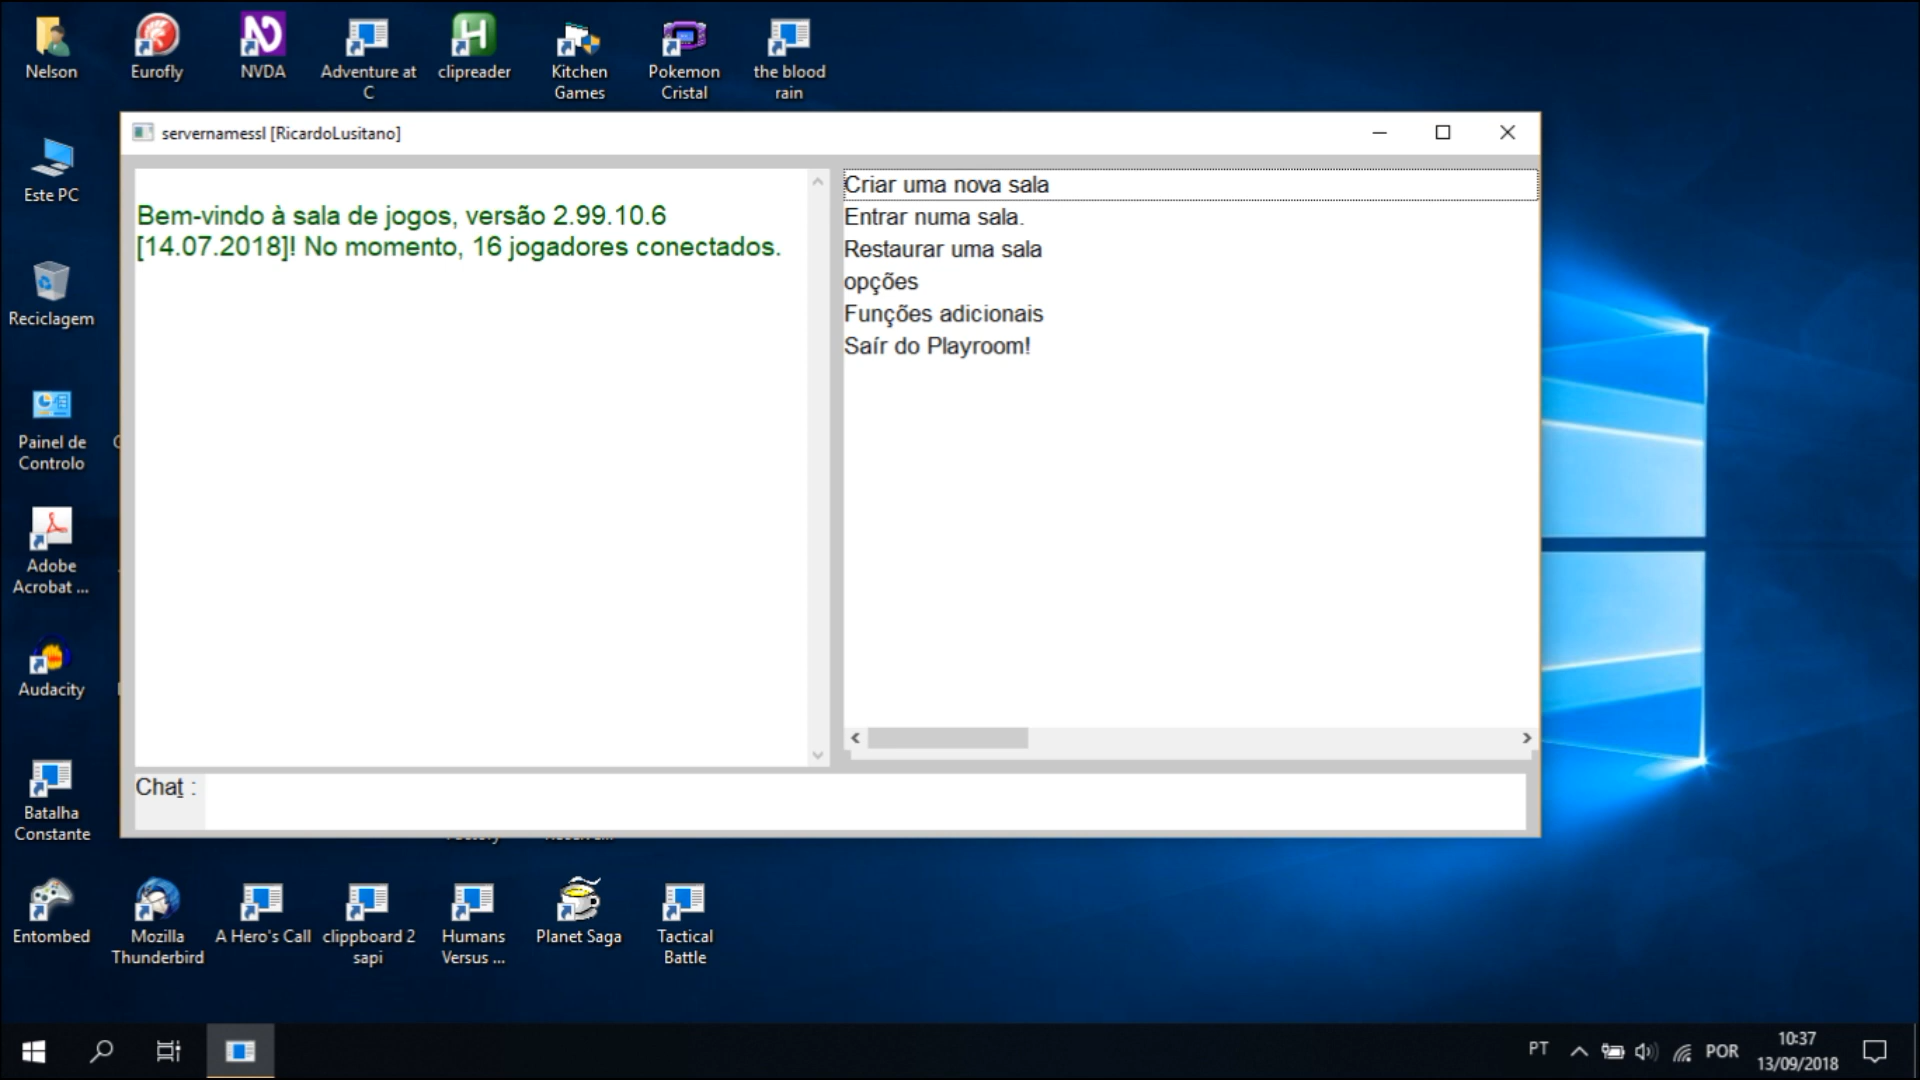 Nelson
Eurofly
NVDA
Adventure at
C
clipreader
Kitchen
Games
Pokemon
Cristal
the blood
rain
servernamessl [RicardoLusitano]
Este PC
Reciclagem
Painel de
Controlo
Adobe
Acrobat ...
Audacity
Batalha
Constante
Bem-vindo à sala de jogos, versão 2.99.10.6
[14.07.2018]! No momento, 16 jogadores conectados.
Criar uma nova sala
Entrar numa sala.
Restaurar uma sala
opções
Funções adicionais
Saír do Playroom!
Chat :
Entombed
Mozilla
Thunderbird
A Hero's Call
clippboard 2
sapi
Humans
Versus ...
Planet Saga
Tactical
Battle
PT
POR
10:37
13/09/2018